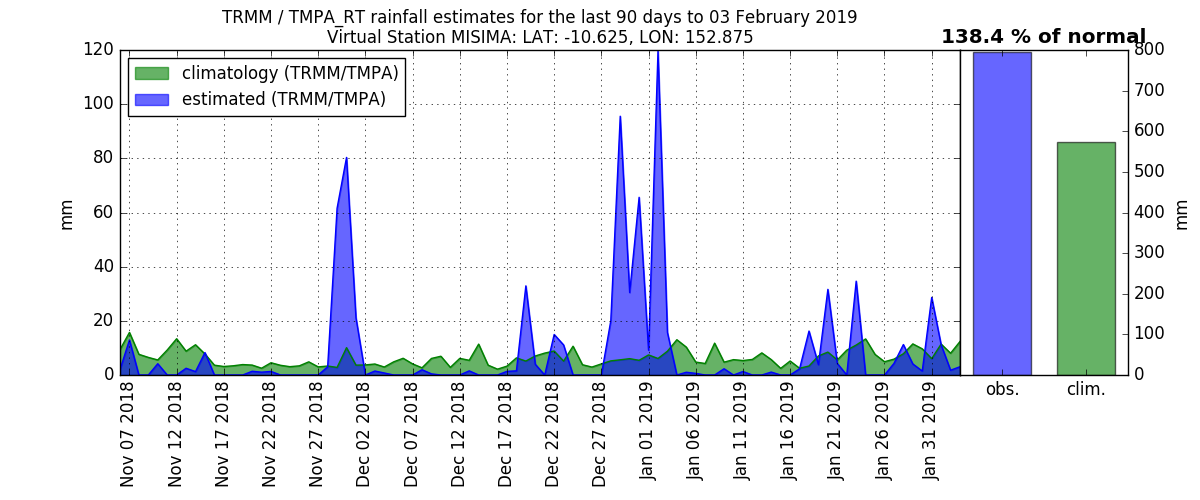 TRMM / TMPA_RT rainfall estimates for the last 90 days to 03 February 2019
Virtual Station MISIMA: LAT: -10.625, LON: 152.875
138.4 % of normal
climatology (TRMM/TMPA)
estimated (TRMM/TMPA)
120
100
80
60
40
20
0
mm
Nov 07 2018
Nov 12 2018
Nov 17 2018
Nov 22 2018
Nov 27 2018
Dec 02 2018
Dec 07 2018
Dec 12 2018
Dec 17 2018
Dec 22 2018
Dec 27 2018
Jan 01 2019
Jan 06 2019
Jan 11 2019
Jan 16 2019
Jan 21 2019
Jan 26 2019
Jan 31 2019
obs.
clim.
800
700
600
500
400
300
200
100
0
mm